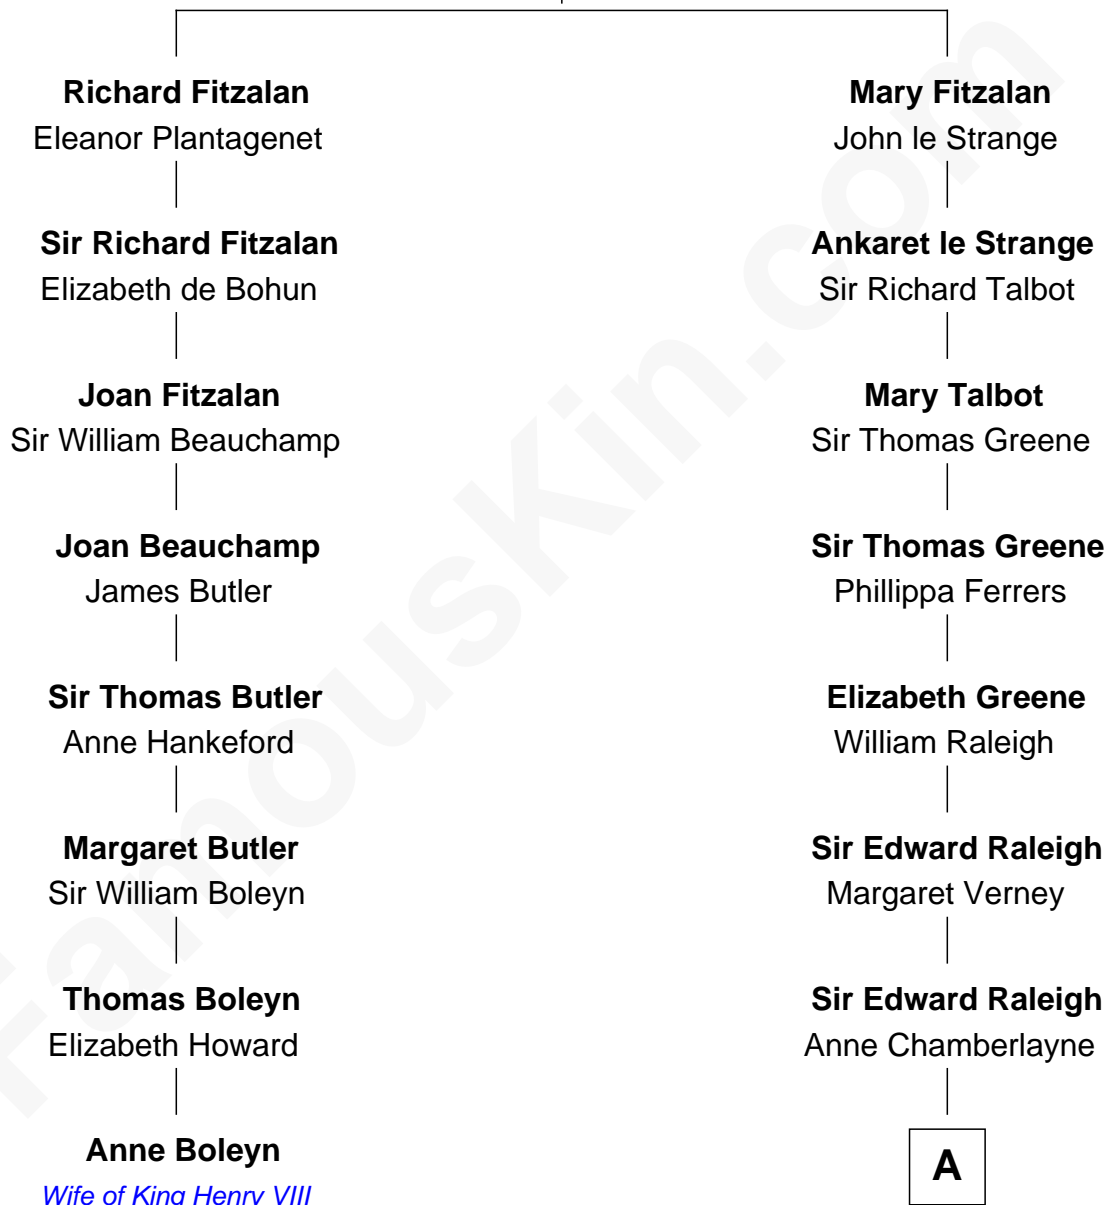 Richard Fitzalan
Eleanor Plantagenet
Sir Richard Fitzalan
Elizabeth de Bohun
Joan Fitzalan
Sir William Beauchamp
Joan Beauchamp
James Butler
Sir Thomas Butler
Anne Hankeford
Margaret Butler
Sir William Boleyn
Thomas Boleyn
Elizabeth Howard
Anne Boleyn
Wife of King Henry VIII
Mary Fitzalan
John le Strange
Ankaret le Strange
Sir Richard Talbot
Mary Talbot
Sir Thomas Greene
Sir Thomas Greene
Phillippa Ferrers
Elizabeth Greene
William Raleigh
Sir Edward Raleigh
Margaret Verney
Sir Edward Raleigh
Anne Chamberlayne
A
FamousKin.com